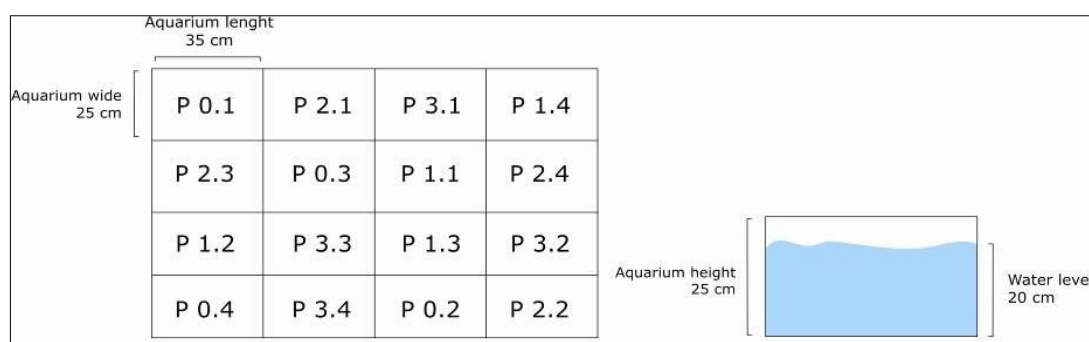 Aquarium lenght
35 cm
Aquarium wide
25 cm
P 0.1 P 2.1 P 3.1 P 1.4
P 2.3 P 0.3 P 1.1 P 2.4
P 1.2 P 3.3 P 1.3 P 3.2
P 0.4 P 3.4 P 0.2 P 2.2
Aquarium height
25 cm
Water leve
20 cm